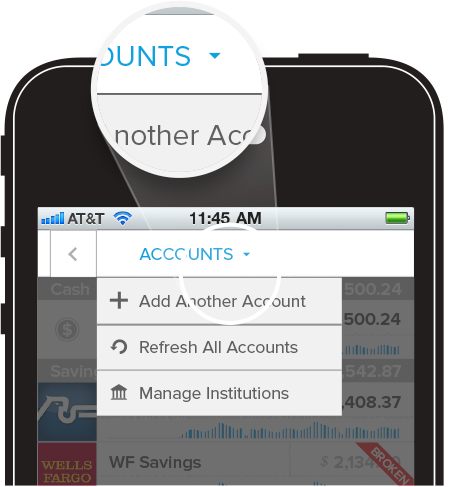 OUNTS
nother Acc
AT&T
11:45 AM
ACCOUNTS
Cash
500.24
Add Another Account
500.24
$
Refresh All Accounts
Saving
542.87
Manage Institutions
,408.37
WELLS
FARGO
WF Savings
$ 2,134.
BROKEN